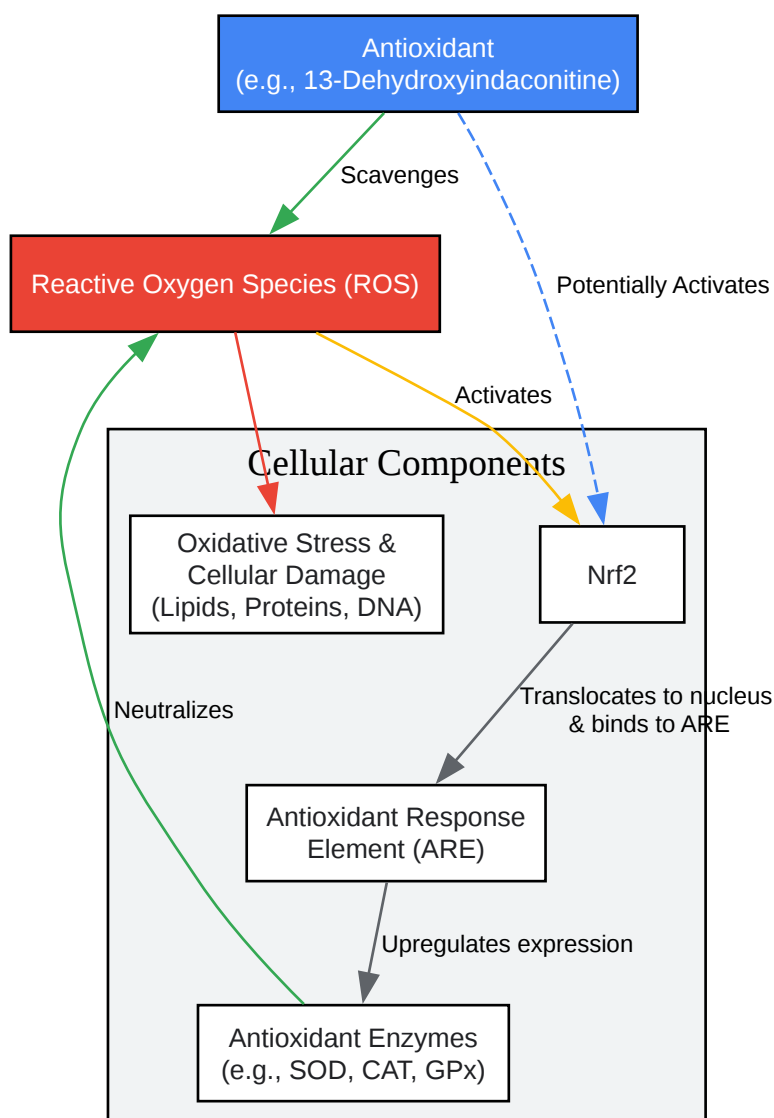 Antioxidant
(e.g., 13-Dehydroxyindaconitine)
Scavenges
Reactive Oxygen Species (ROS)
Potentially Activates
Activates
Cellular Components
Oxidative Stress &
Cellular Damage
(Lipids, Proteins, DNA)
Nrf2
Translocates to nucleus
& binds to ARE
Neutralizes
Antioxidant Response
Element (ARE)
Upregulates expression
Antioxidant Enzymes
(e.g., SOD, CAT, GPx)